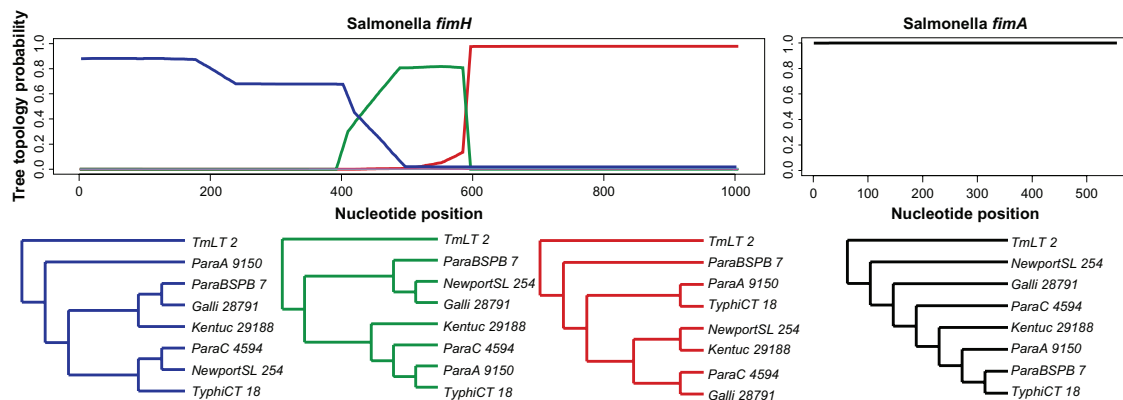 Salmonella fimH
Salmonella fimA
Tree topology probability
1.0
0.8
0.6
0.4
0.2
0.0
0 200 400 600 800 1000
Nucleotide position
1.0
0.8
0.6
0.4
0.2
0.0
0 100 200 300 400 500
Nucleotide position
TmLT 2
ParaA 9150
ParaBSPB 7
Galli 28791
Kentuc 29188
ParaC 4594
NewportSL 254
TyphiCT 18
TmLT 2
ParaBSPB 7
NewportSL 254
Galli 28791
Kentuc 29188
ParaC 4594
ParaA 9150
TyphiCT 18
TmLT 2
ParaBSPB 7
ParaA 9150
TyphiCT 18
NewportSL 254
Kentuc 29188
ParaC 4594
Galli 28791
TmLT 2
NewportSL 254
Galli 28791
ParaC 4594
Kentuc 29188
ParaA 9150
ParaBSPB 7
TyphiCT 18